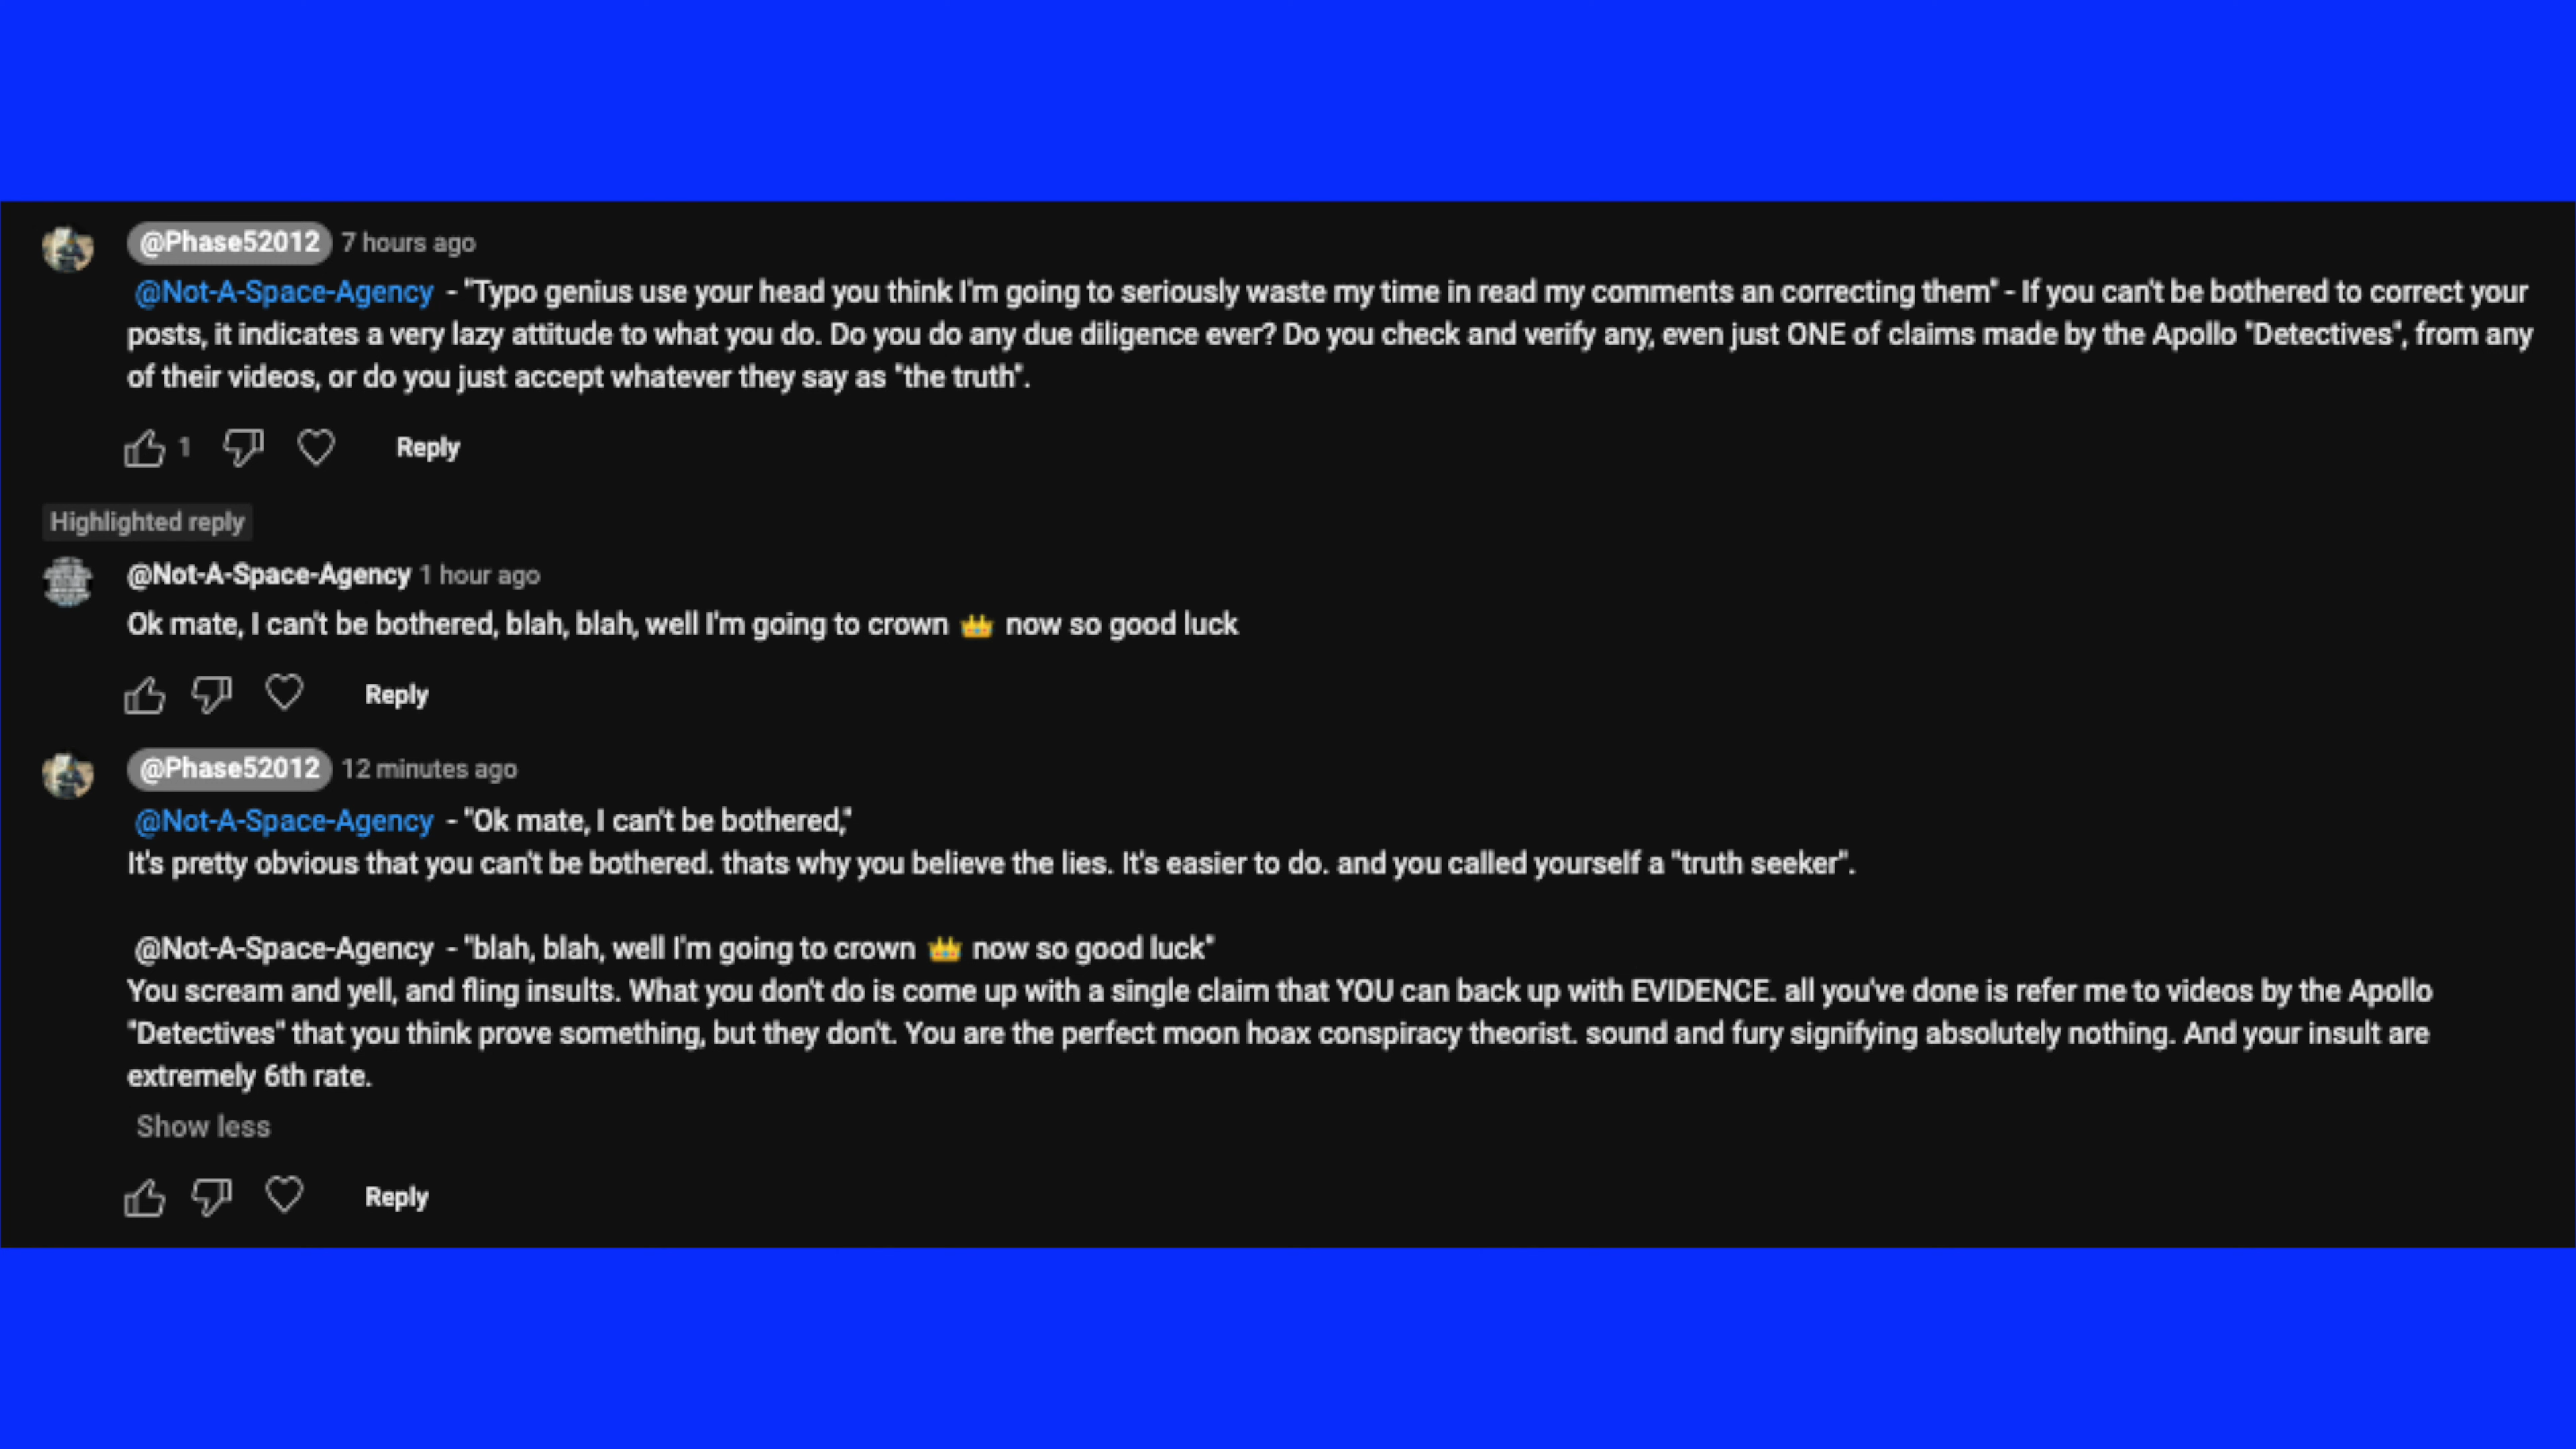 @Phase52012 7 hours ago
@Not-A-Space-Agency - "Typo genius use your head you think I'm going to seriously waste my time in read my comments an correcting them" - If you can't be bothered to correct your
posts, it indicates a very lazy attitude to what you do. Do you do any due diligence ever? Do you check and verify any, even just ONE of claims made by the Apollo "Detectives", from any
of their videos, or do you just accept whatever they say as "the truth".
1 Reply
Highlighted reply
@Not-A-Space-Agency 1 hour ago
Ok mate, I can't be bothered, blah, blah, well I'm going to crown 👑 now so good luck
Reply
@Phase52012 12 minutes ago
@Not-A-Space-Agency - "Ok mate, I can't be bothered,"
It's pretty obvious that you can't be bothered. thats why you believe the lies. It's easier to do. and you called yourself a "truth seeker".
@Not-A-Space-Agency - "blah, blah, well I'm going to crown 👑 now so good luck"
You scream and yell, and fling insults. What you don't do is come up with a single claim that YOU can back up with EVIDENCE. all you've done is refer me to videos by the Apollo
"Detectives" that you think prove something, but they don't. You are the perfect moon hoax conspiracy theorist. sound and fury signifying absolutely nothing. And your insult are
extremely 6th rate.
Show less
Reply